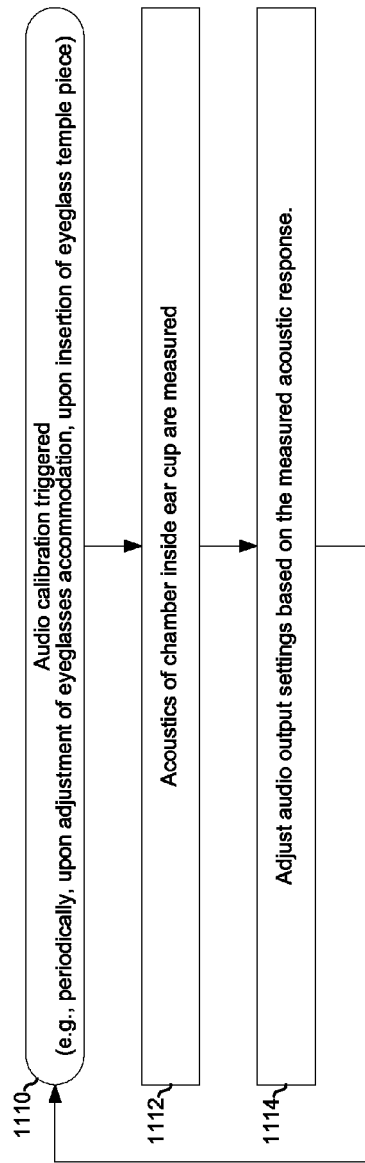 1110
Audio calibration triggered
(e.g., periodically, upon adjustment of eyeglasses accommodation, upon insertion of eyeglass temple piece)
1112
Acoustics of chamber inside ear cup are measured
1114
Adjust audio output settings based on the measured acoustic response.